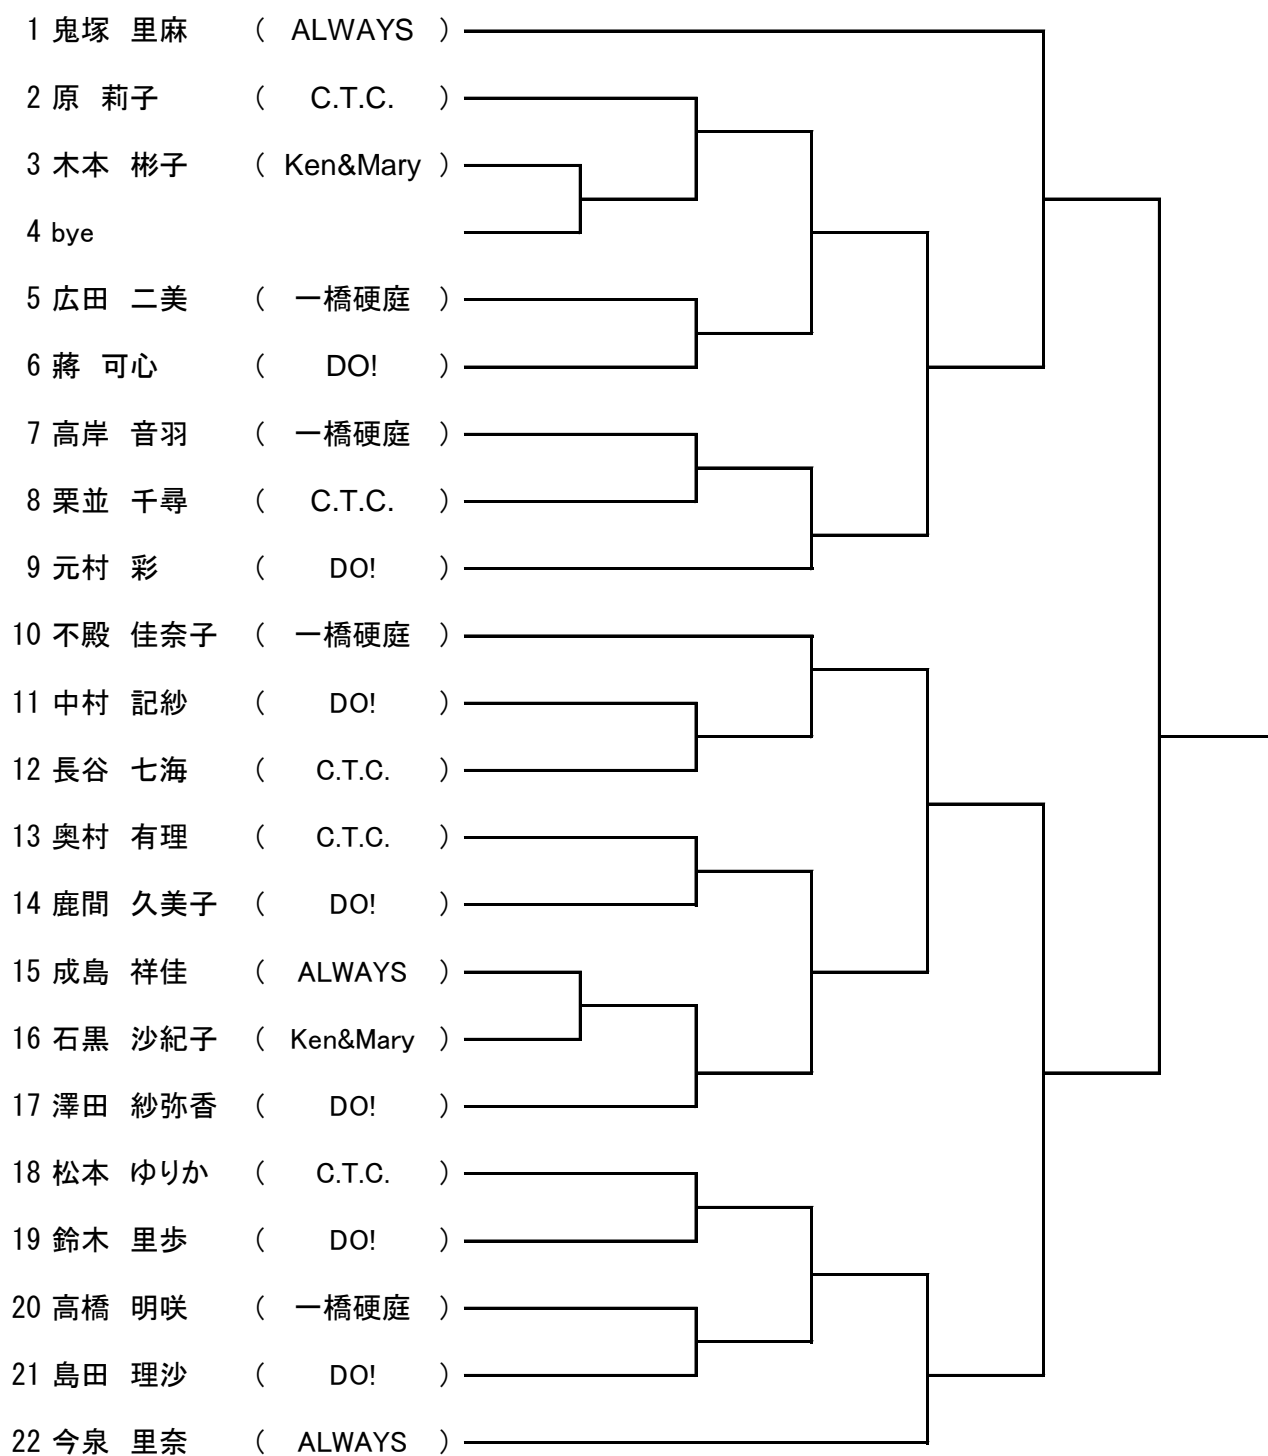 1 鬼塚 里麻 ( ALWAYS )
2 原 莉子 ( C.T.C. )
3 木本 彬子 ( Ken&Mary )
4 bye
5 広田 二美 ( 一橋硬庭 )
6 蔣 可心 ( DO! )
7 高岸 音羽 ( 一橋硬庭 )
8 栗並 千尋 ( C.T.C. )
9 元村 彩 ( DO! )
10 不殿 佳奈子 ( 一橋硬庭 )
11 中村 記紗 ( DO! )
12 長谷 七海 ( C.T.C. )
13 奥村 有理 ( C.T.C. )
14 鹿間 久美子 ( DO! )
15 成島 祥佳 ( ALWAYS )
16 石黒 沙紀子 ( Ken&Mary )
17 澤田 紗弥香 ( DO! )
18 松本 ゆりか ( C.T.C. )
19 鈴木 里歩 ( DO! )
20 高橋 明咲 ( 一橋硬庭 )
21 島田 理沙 ( DO! )
22 今泉 里奈 ( ALWAYS )